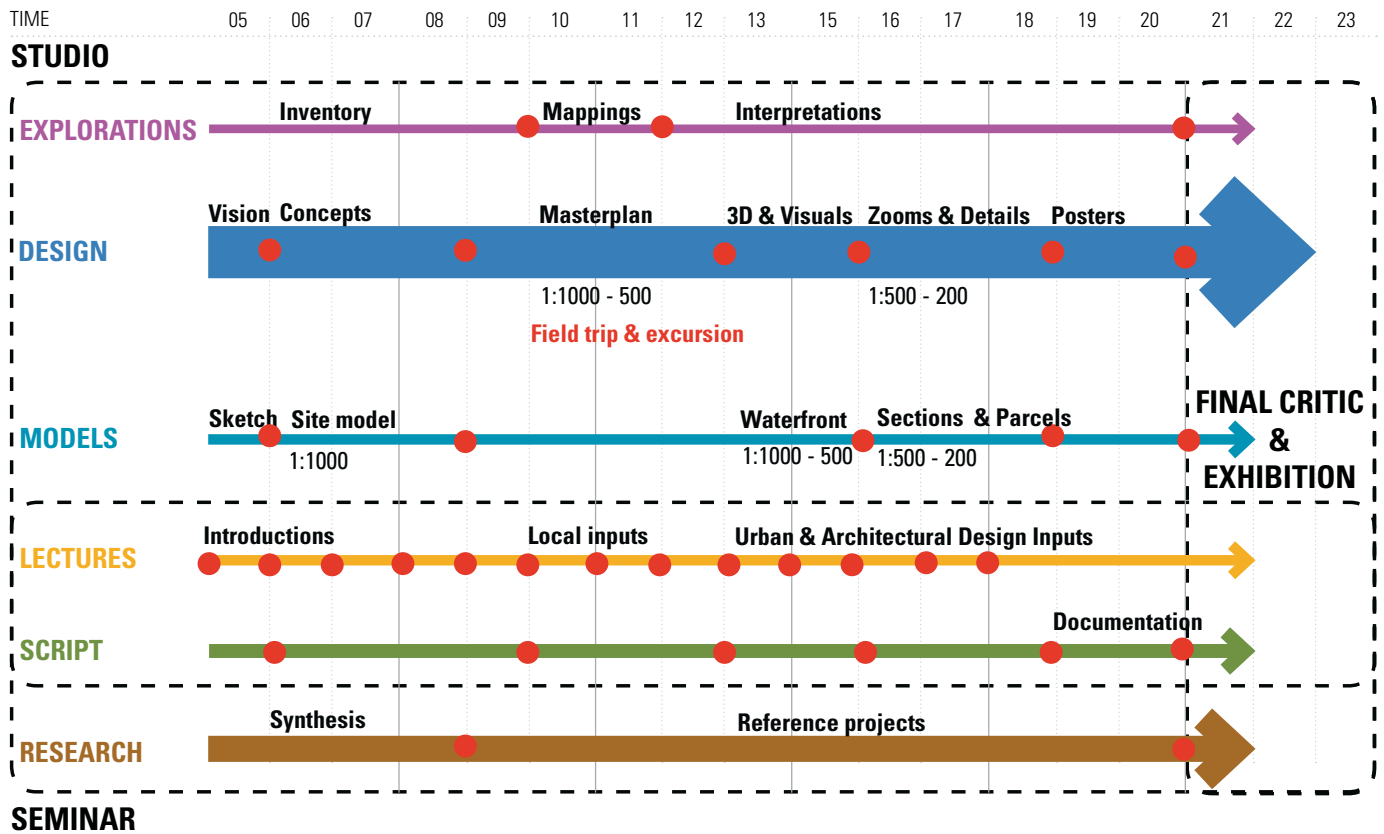 TIME 05 06 07 08 09 10 11 12 13 15 16 17 18 19 20 21 22 23
STUDIO
Inventory Mappings Interpretations
EXPLORATIONS
Vision Concepts Masterplan 3D & Visuals Zooms & Details Posters
DESIGN
1:1000 - 500 1:500 - 200
Field trip & excursion
Sketch Site model Waterfront Sections & Parcels
MODELS
1:1000 1:1000 - 500 1:500 - 200
FINAL CRITIC
&
EXHIBITION
Introductions Local inputs Urban & Architectural Design Inputs
LECTURES
Documentation
SCRIPT
Synthesis Reference projects
RESEARCH
SEMINAR